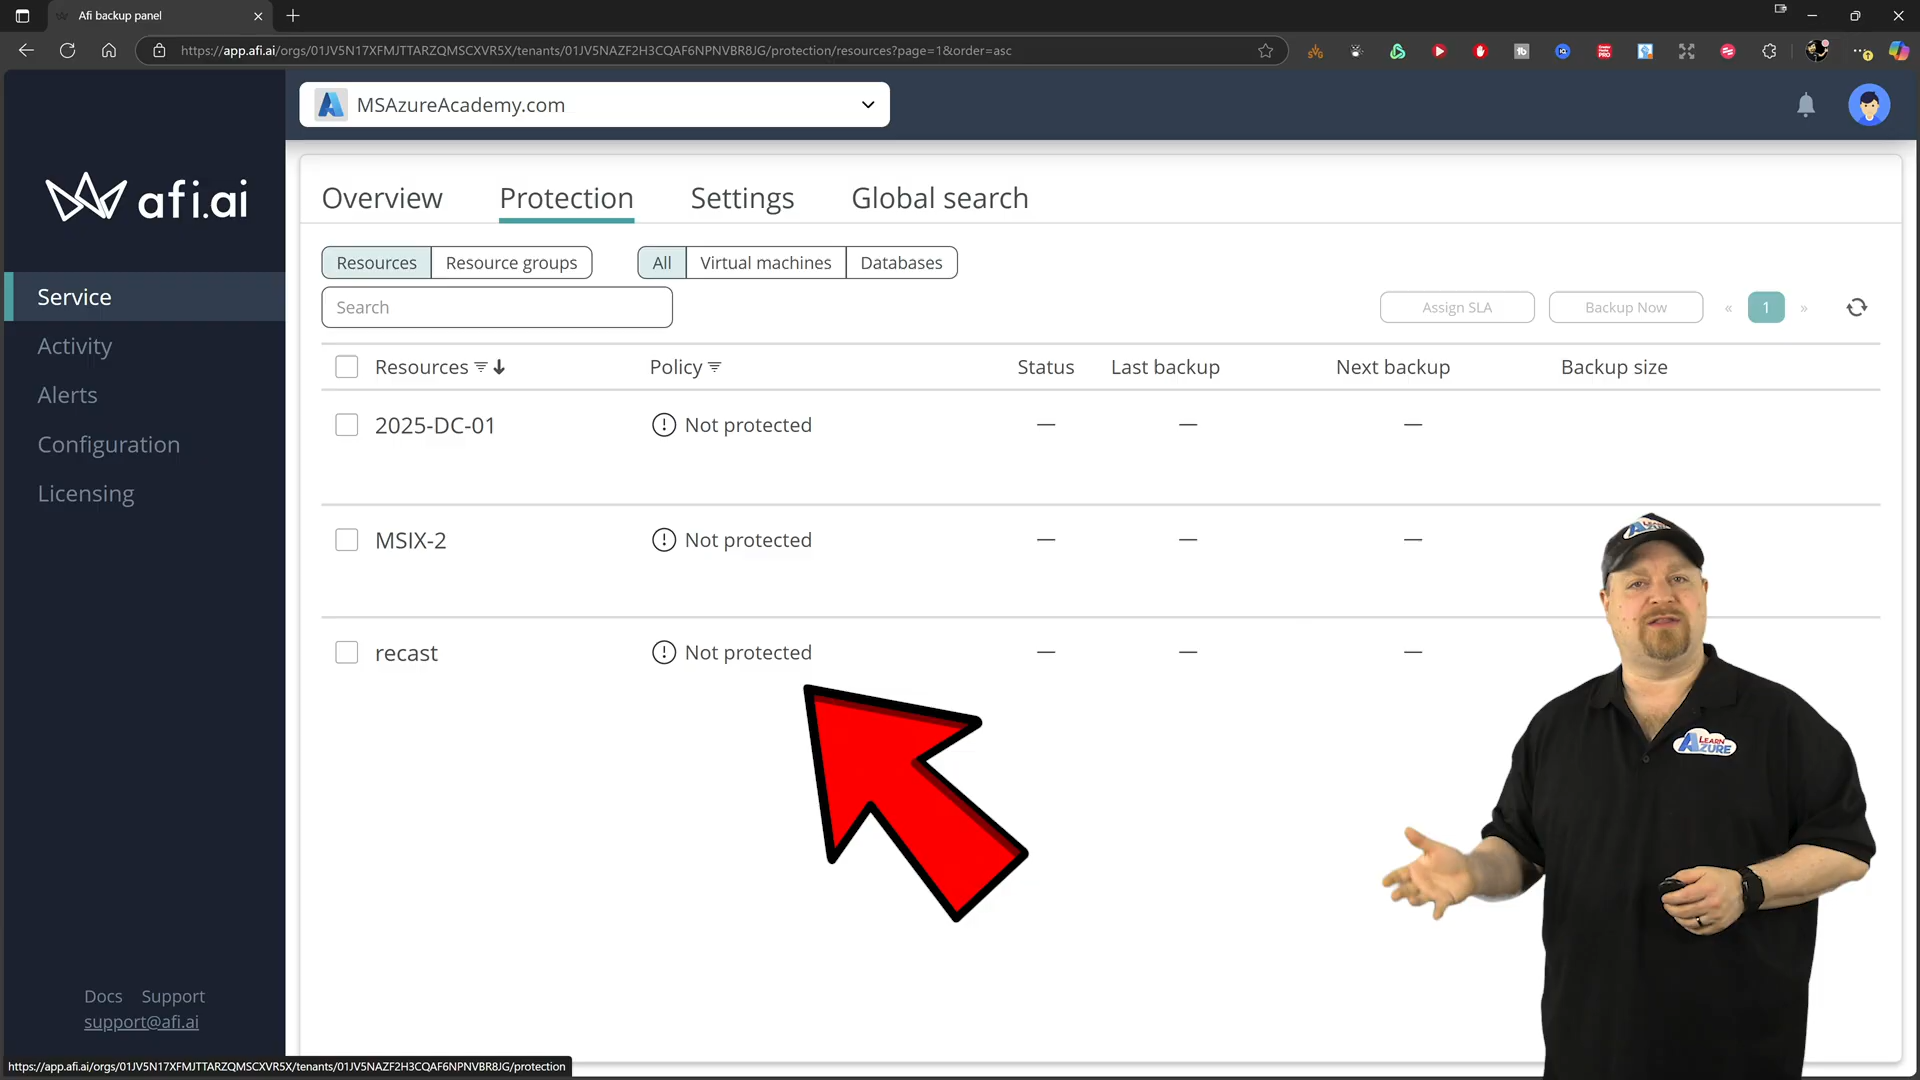 Afi backup panel
https://app.afi.ai/orgs/01JV5N17XFMJTTARZQMSCXVR5X/tenants/01JV5NAZF2H3CQAF6NPNVBR8JG/protection/resources?page=1&order=asc
MSAzureAcademy.com
afi.ai
Overview Protection Settings Global search
Resources Resource groups All Virtual machines Databases
Search Assign SLA Backup Now « 1 »
Service
Activity
Alerts
Configuration
Licensing
Resources Policy Status Last backup Next backup Backup size
2025-DC-01 Not protected — — —
MSIX-2 Not protected — — —
recast Not protected — — —
LEARN
AZURE
Docs Support
support@afi.ai
https://app.afi.ai/orgs/01JV5N17XFMJTTARZQMSCXVR5X/tenants/01JV5NAZF2H3CQAF6NPNVBR8JG/protection